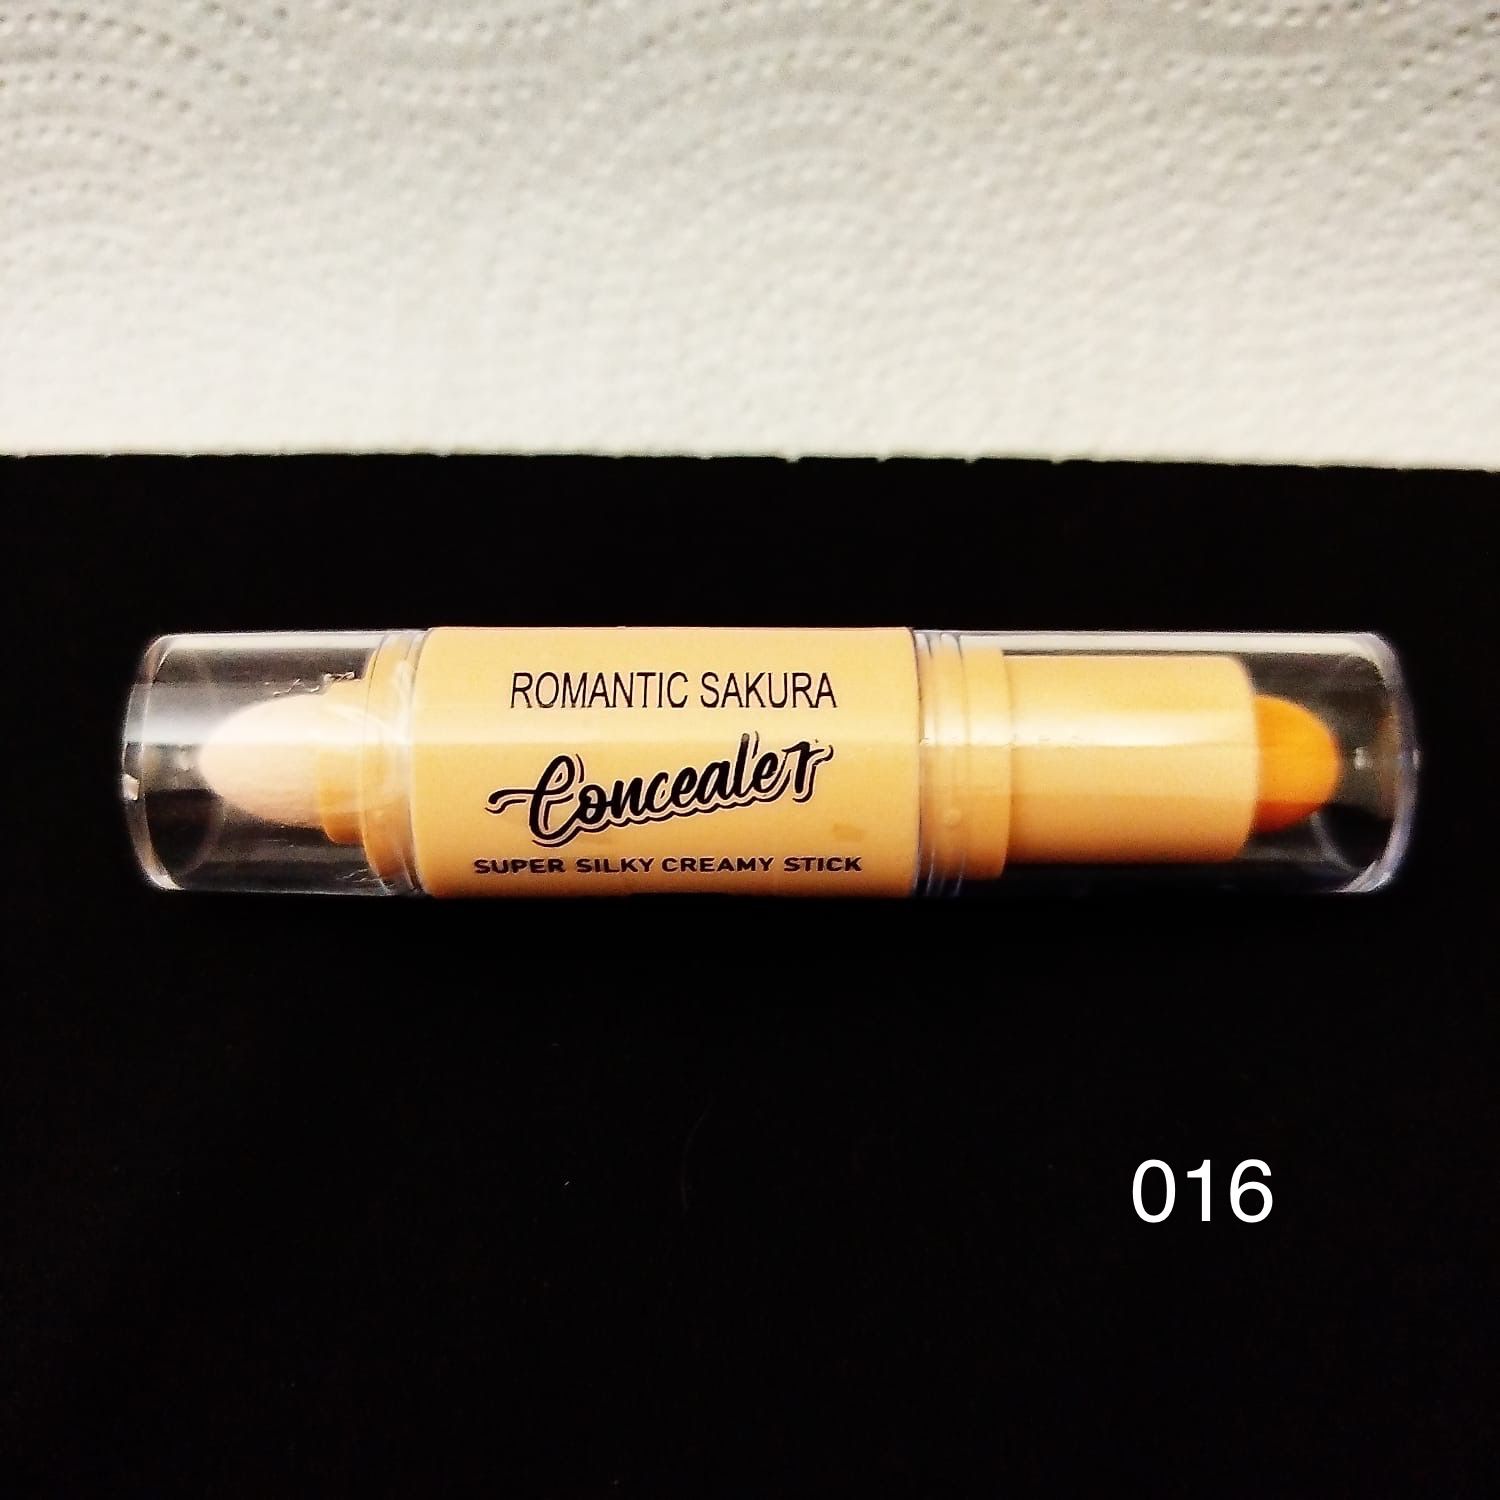 ROMANTIC SAKURA
Concealer
SUPER SILKY CREAMY STICK
016